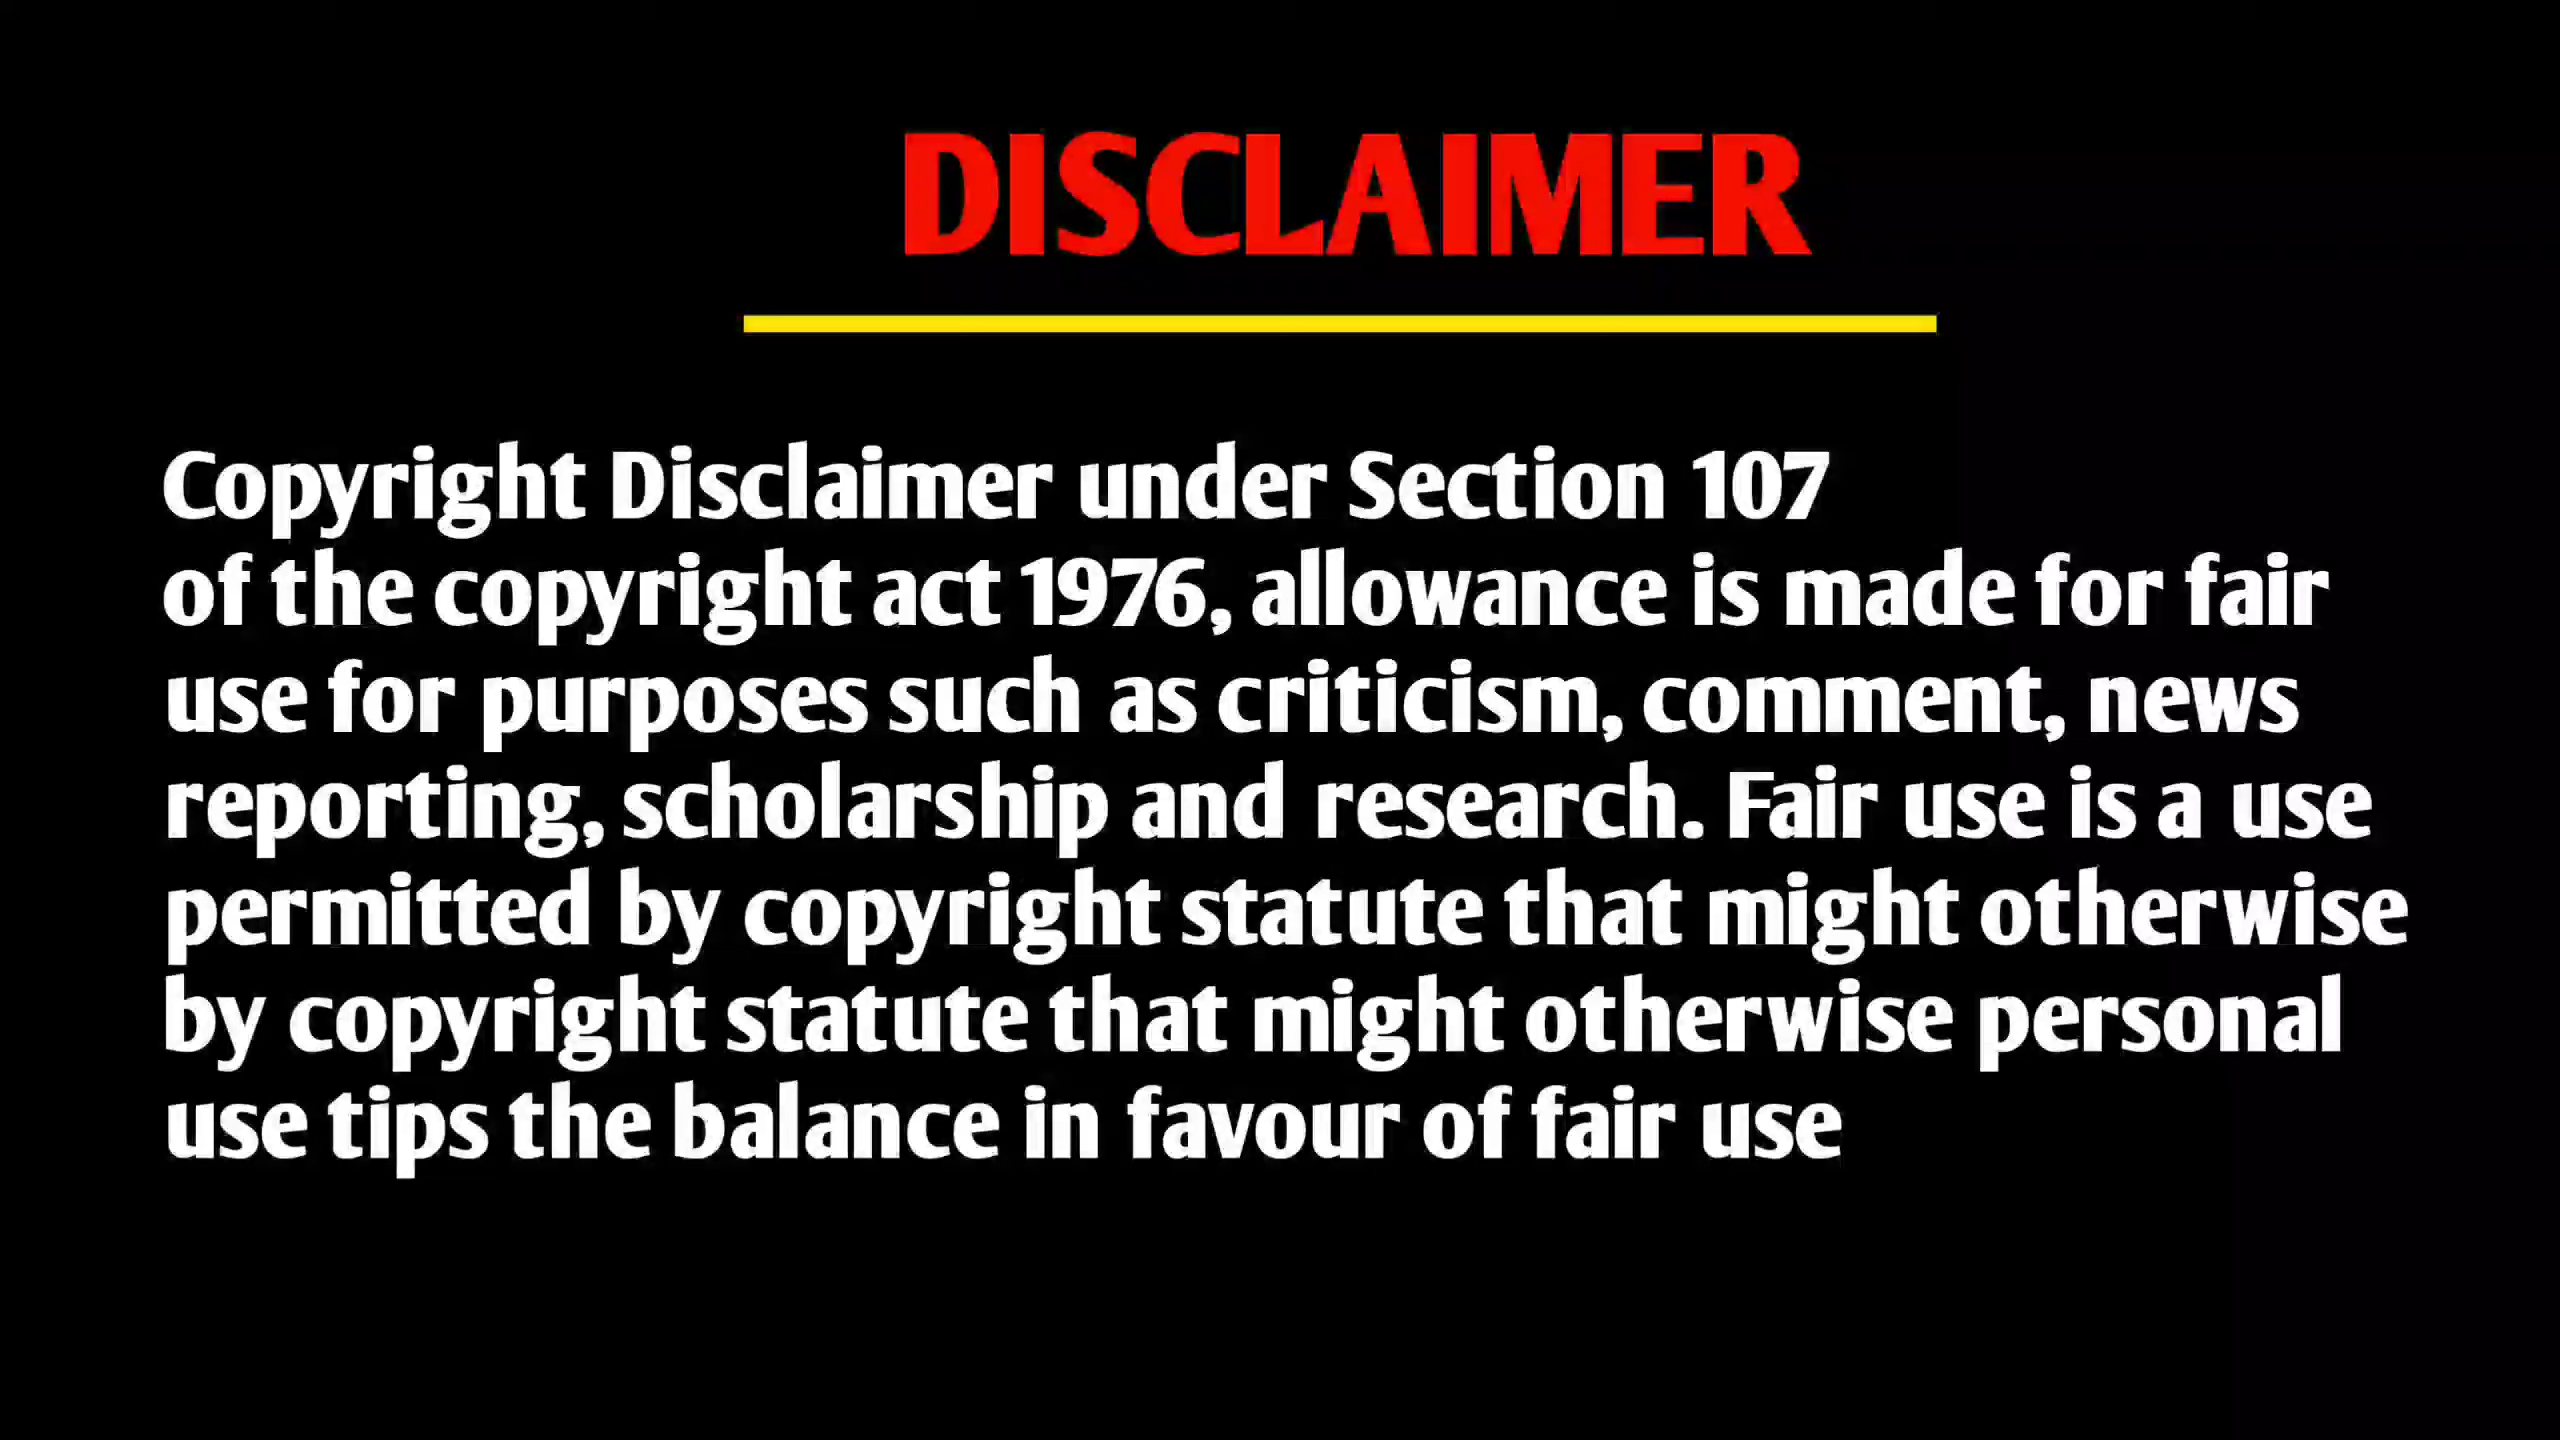 DISCLAIMER
Copyright Disclaimer under Section 107
of the copyright act 1976, allowance is made for fair
use for purposes such as criticism, comment, news
reporting, scholarship and research. Fair use is a use
permitted by copyright statute that might otherwise
by copyright statute that might otherwise personal
use tips the balance in favour of fair use